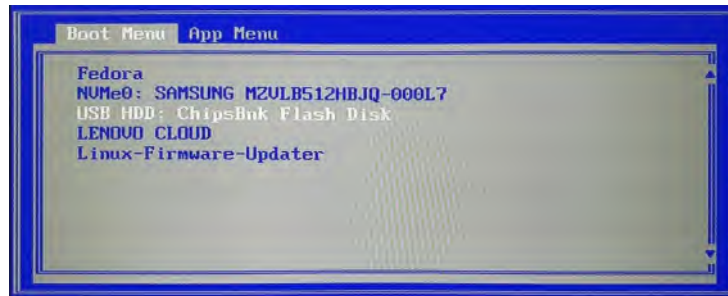 Boot Menu App Menu
Fedora
NVMe0: SAMSUNG MZVLB512HBJQ-000L7
USB HDD: ChipsBnk Flash Disk
LENOVO CLOUD
Linux-Firmware-Updater